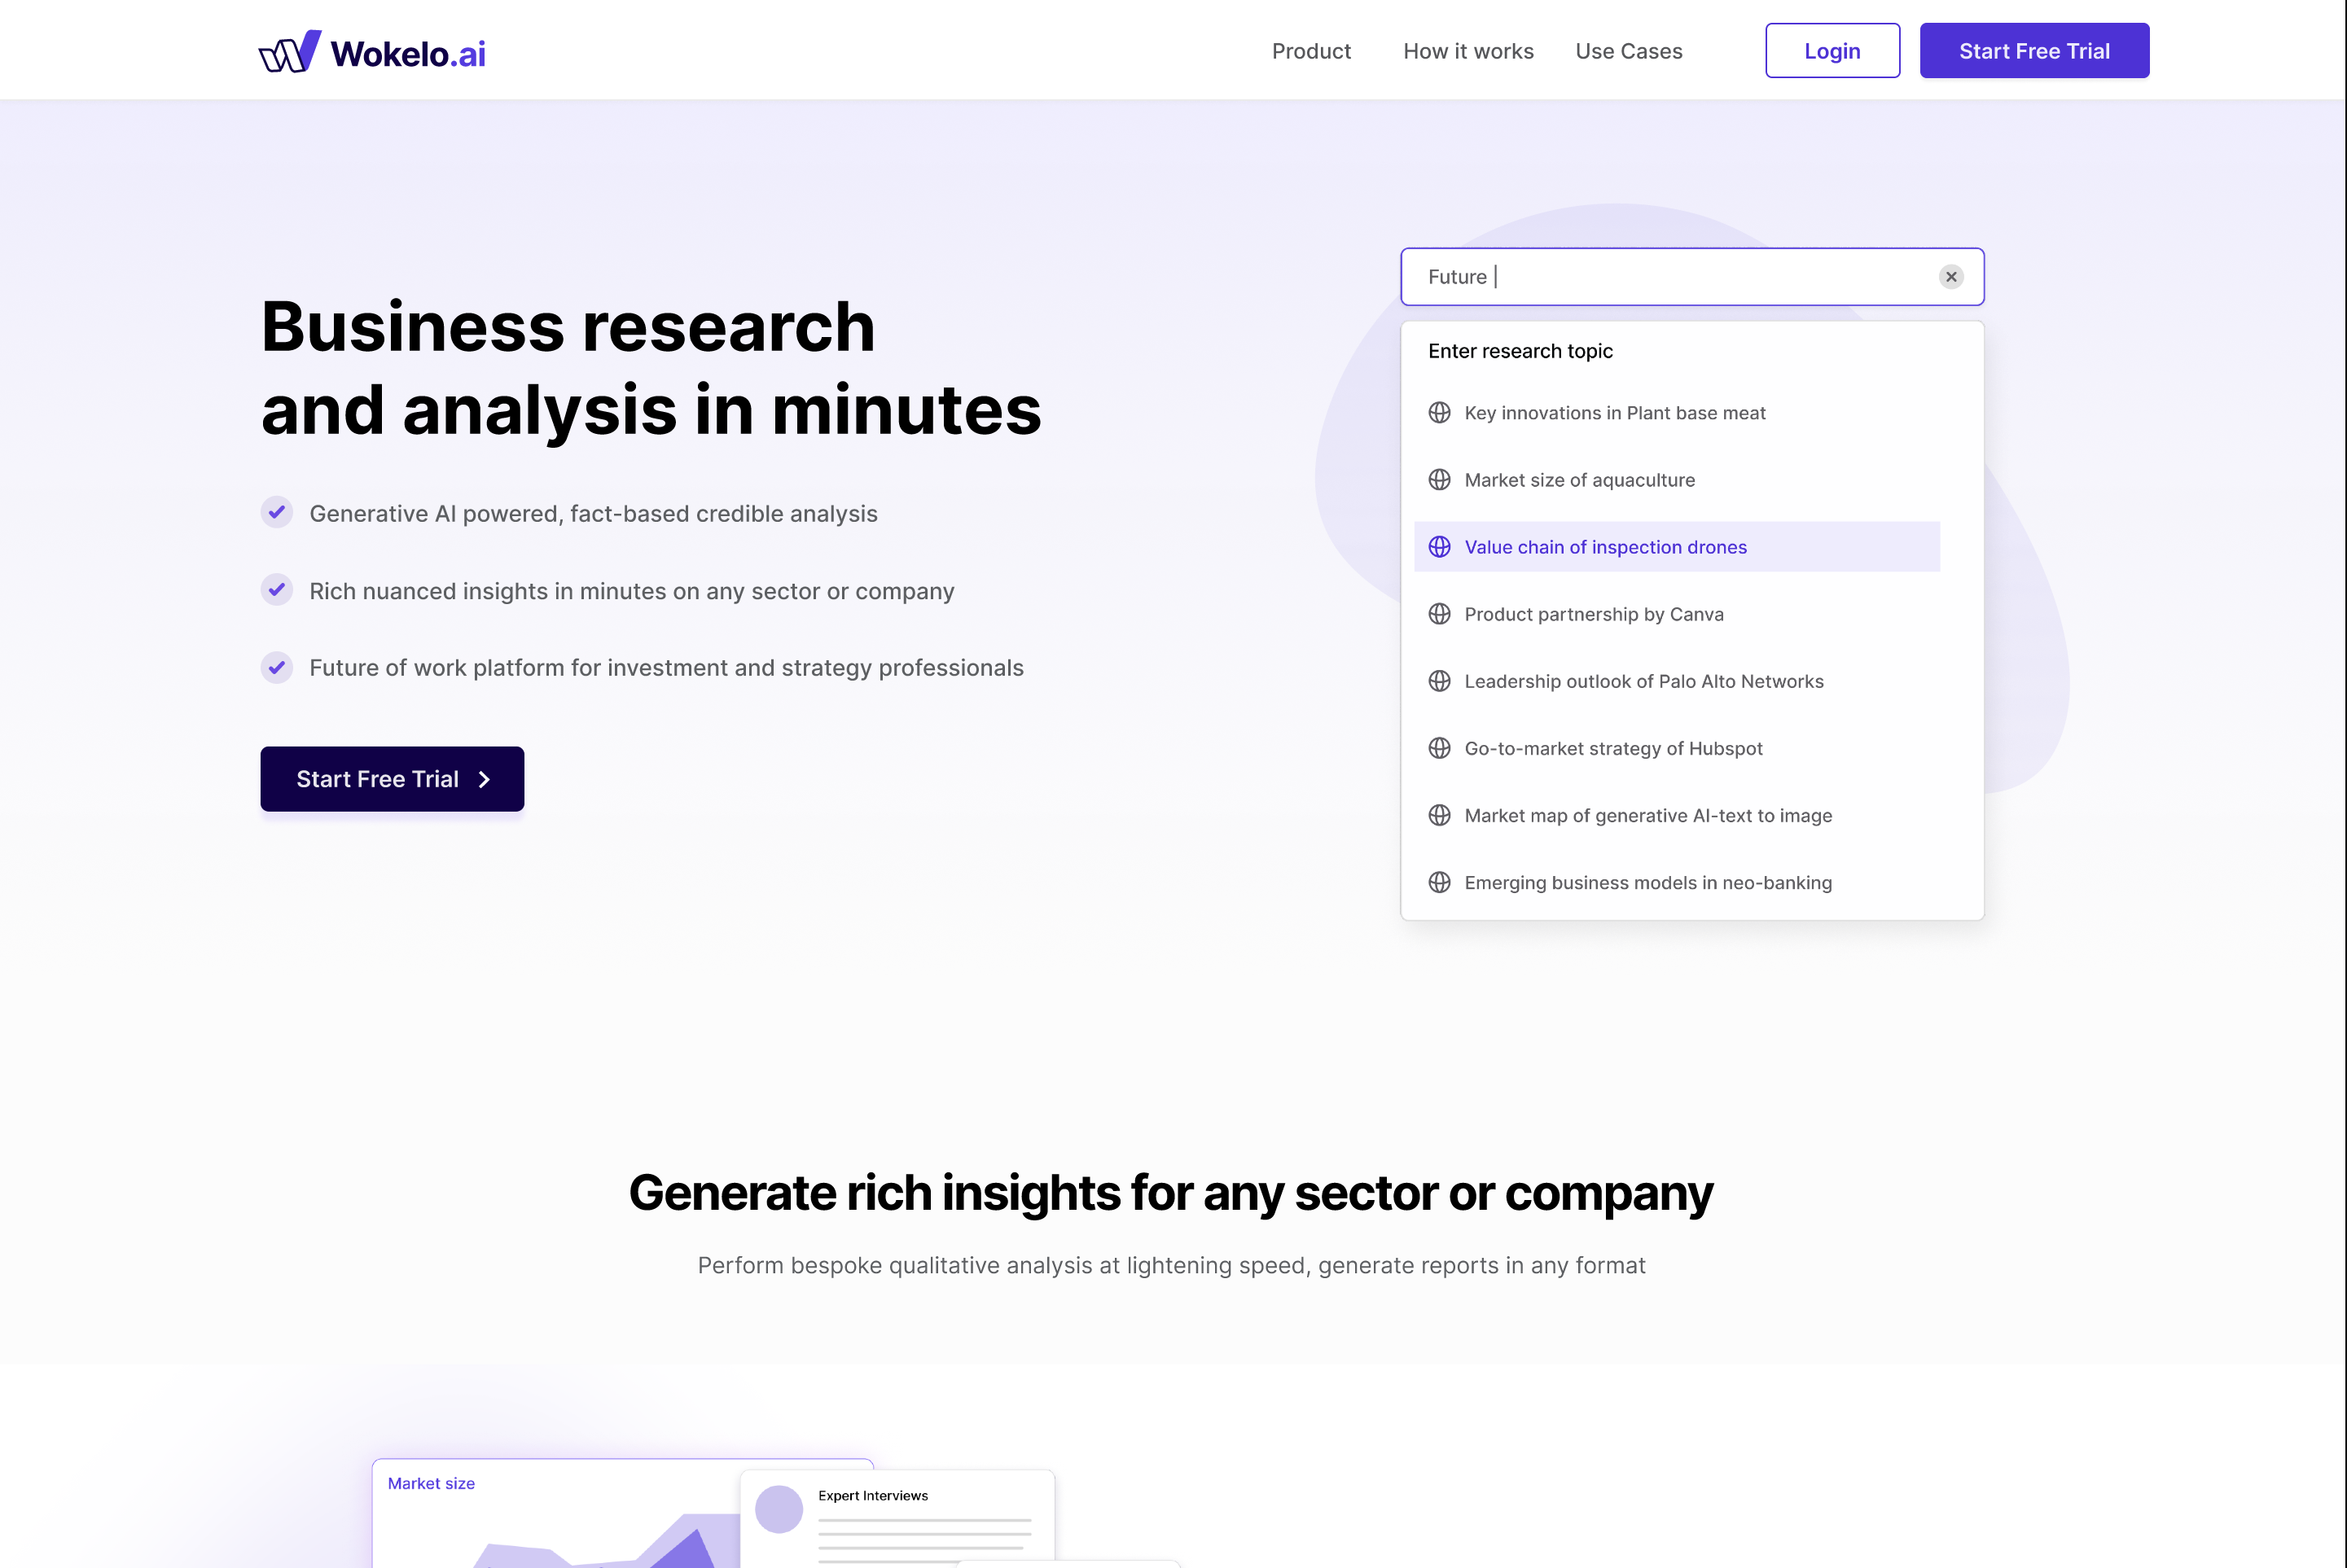 Wokelo.ai
Product
How it works
Use Cases
Login
Start Free Trial
Business research
and analysis in minutes
Generative AI powered, fact-based credible analysis
Rich nuanced insights in minutes on any sector or company
Future of work platform for investment and strategy professionals
Start Free Trial
Future
Enter research topic
Key innovations in Plant base meat
Market size of aquaculture
Value chain of inspection drones
Product partnership by Canva
Leadership outlook of Palo Alto Networks
Go-to-market strategy of Hubspot
Market map of generative AI-text to image
Emerging business models in neo-banking
Generate rich insights for any sector or company
Perform bespoke qualitative analysis at lightening speed, generate reports in any format
Market size
Expert Interviews